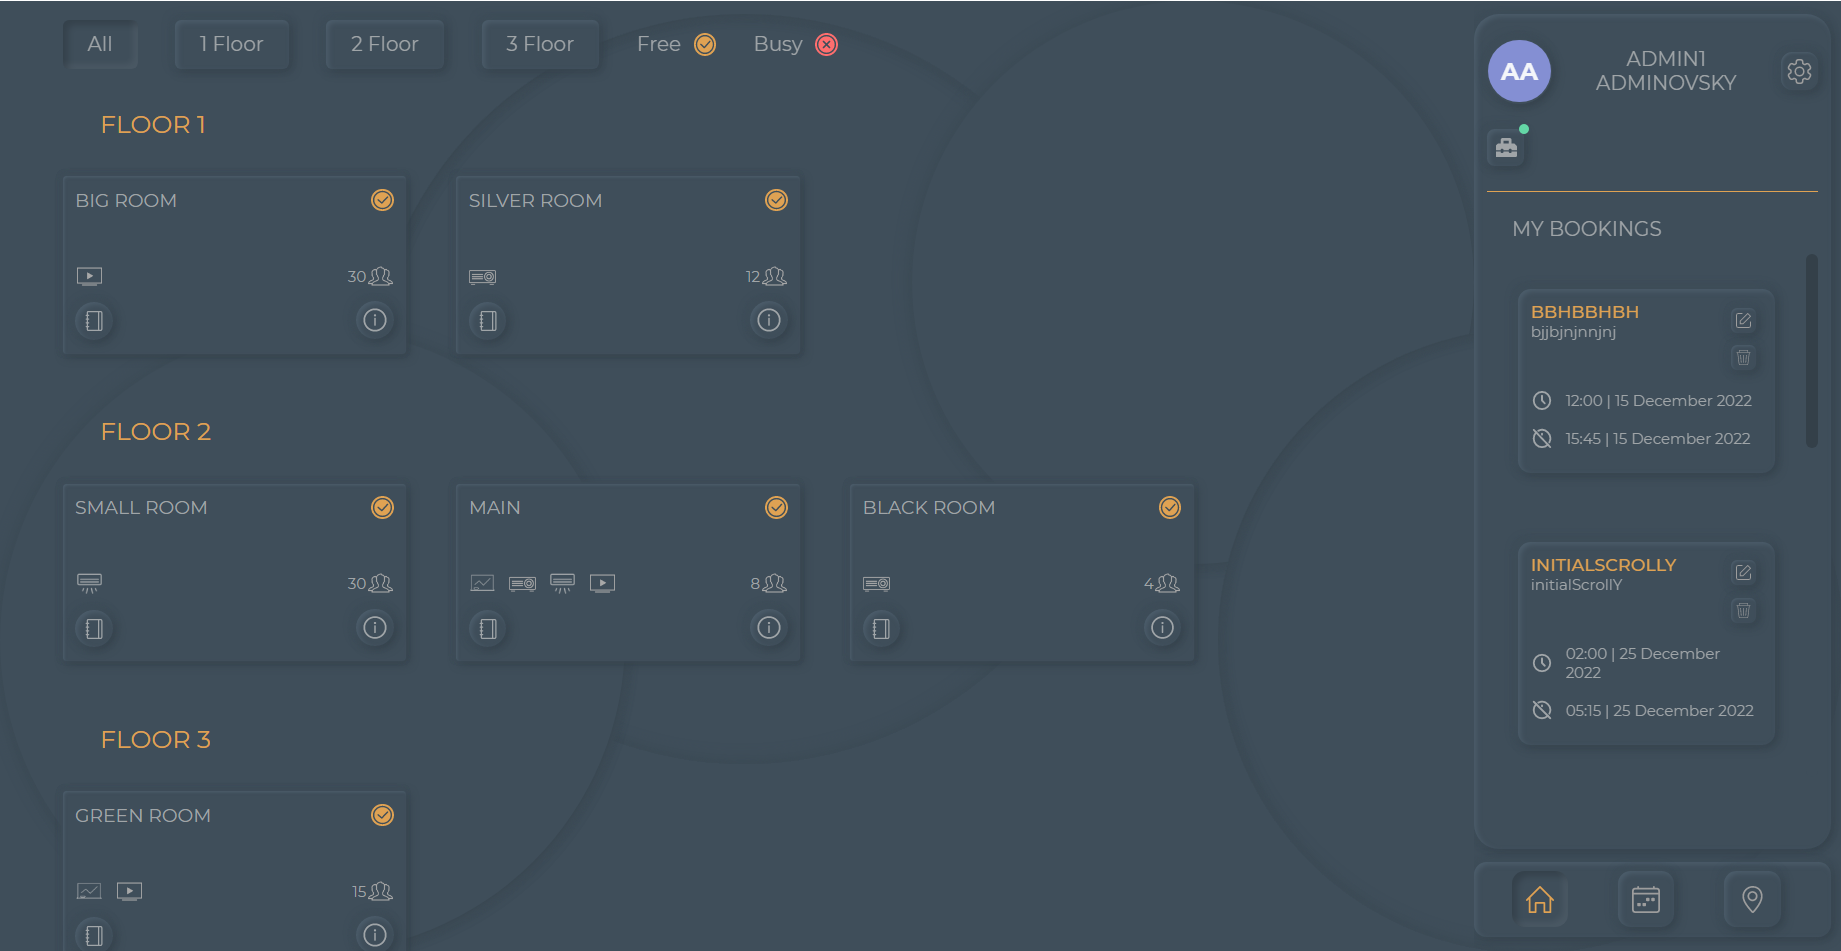 All
1 Floor
2 Floor
3 Floor
Free
Busy
FLOOR 1
BIG ROOM
30
SILVER ROOM
12
FLOOR 2
SMALL ROOM
30
MAIN
8
BLACK ROOM
4
FLOOR 3
GREEN ROOM
15
AA
ADMIN1
ADMINOVSKY
MY BOOKINGS
BBHBBHBH
bjjbjnjnnjnj
12:00 | 15 December 2022
15:45 | 15 December 2022
INITIALSCROLLY
initialScrollY
02:00 | 25 December
2022
05:15 | 25 December 2022